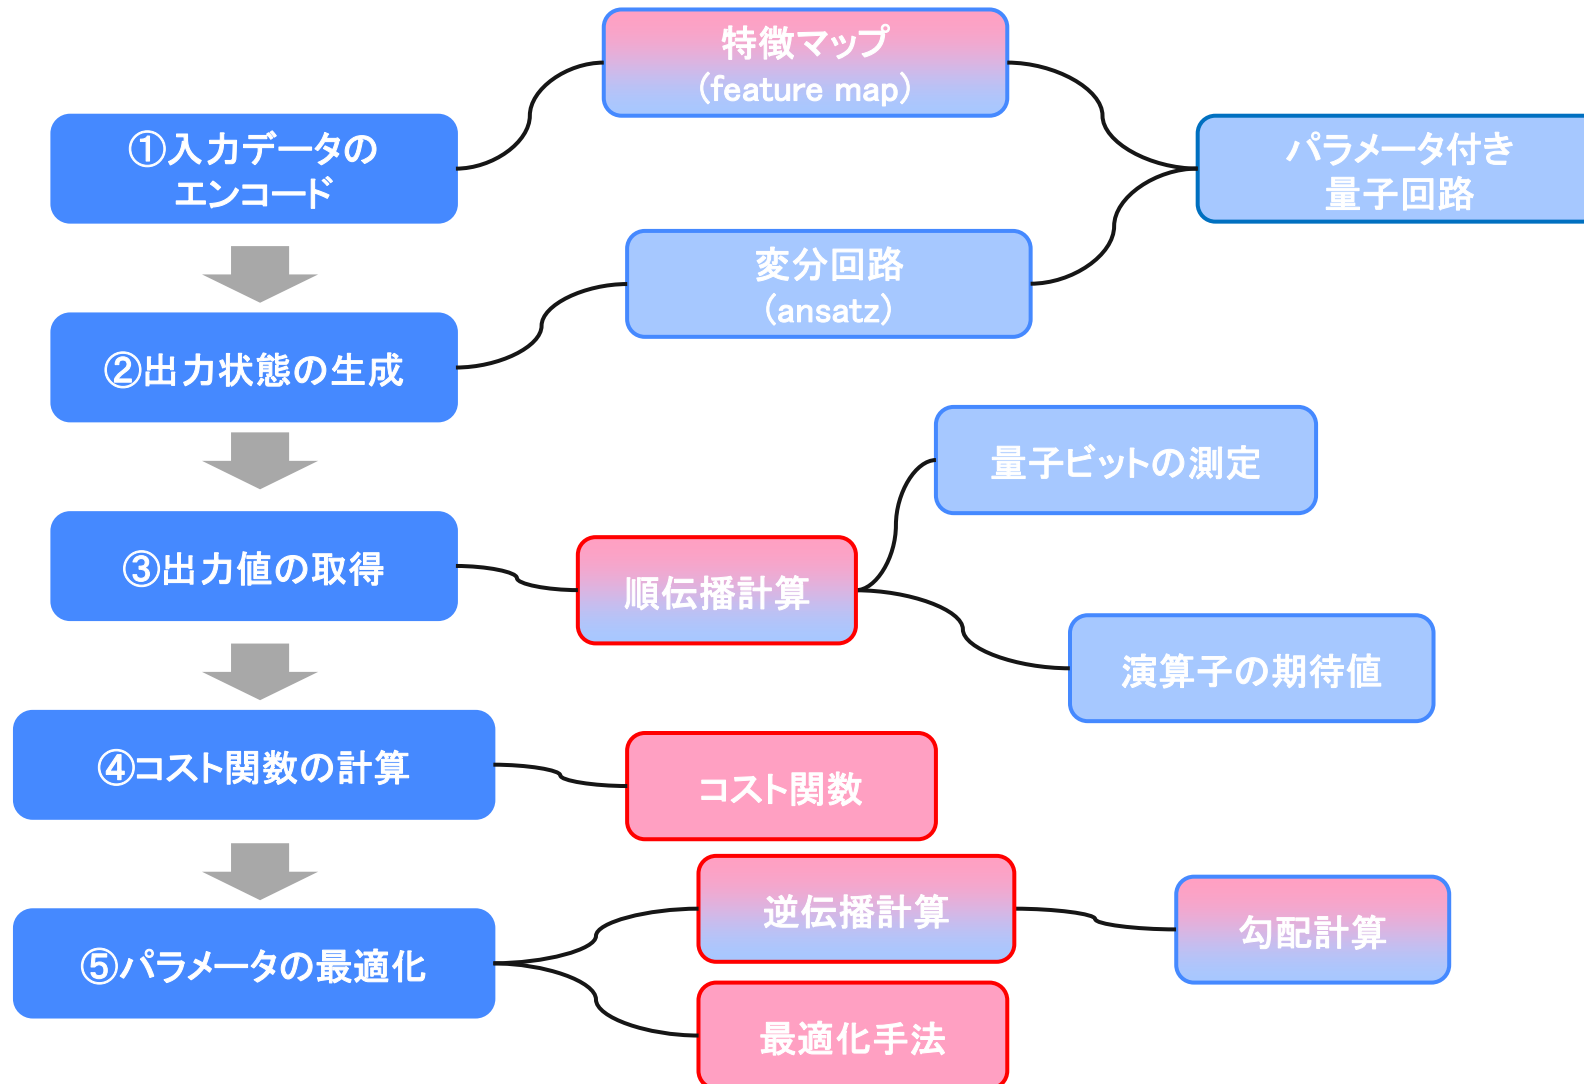 特徴マップ
(feature map)
①入力データの
エンコード
パラメータ付き
量子回路
変分回路
(ansatz)
②出力状態の生成
量子ビットの測定
③出力値の取得
順伝播計算
演算子の期待値
④コスト関数の計算
コスト関数
逆伝播計算
勾配計算
⑤パラメータの最適化
最適化手法